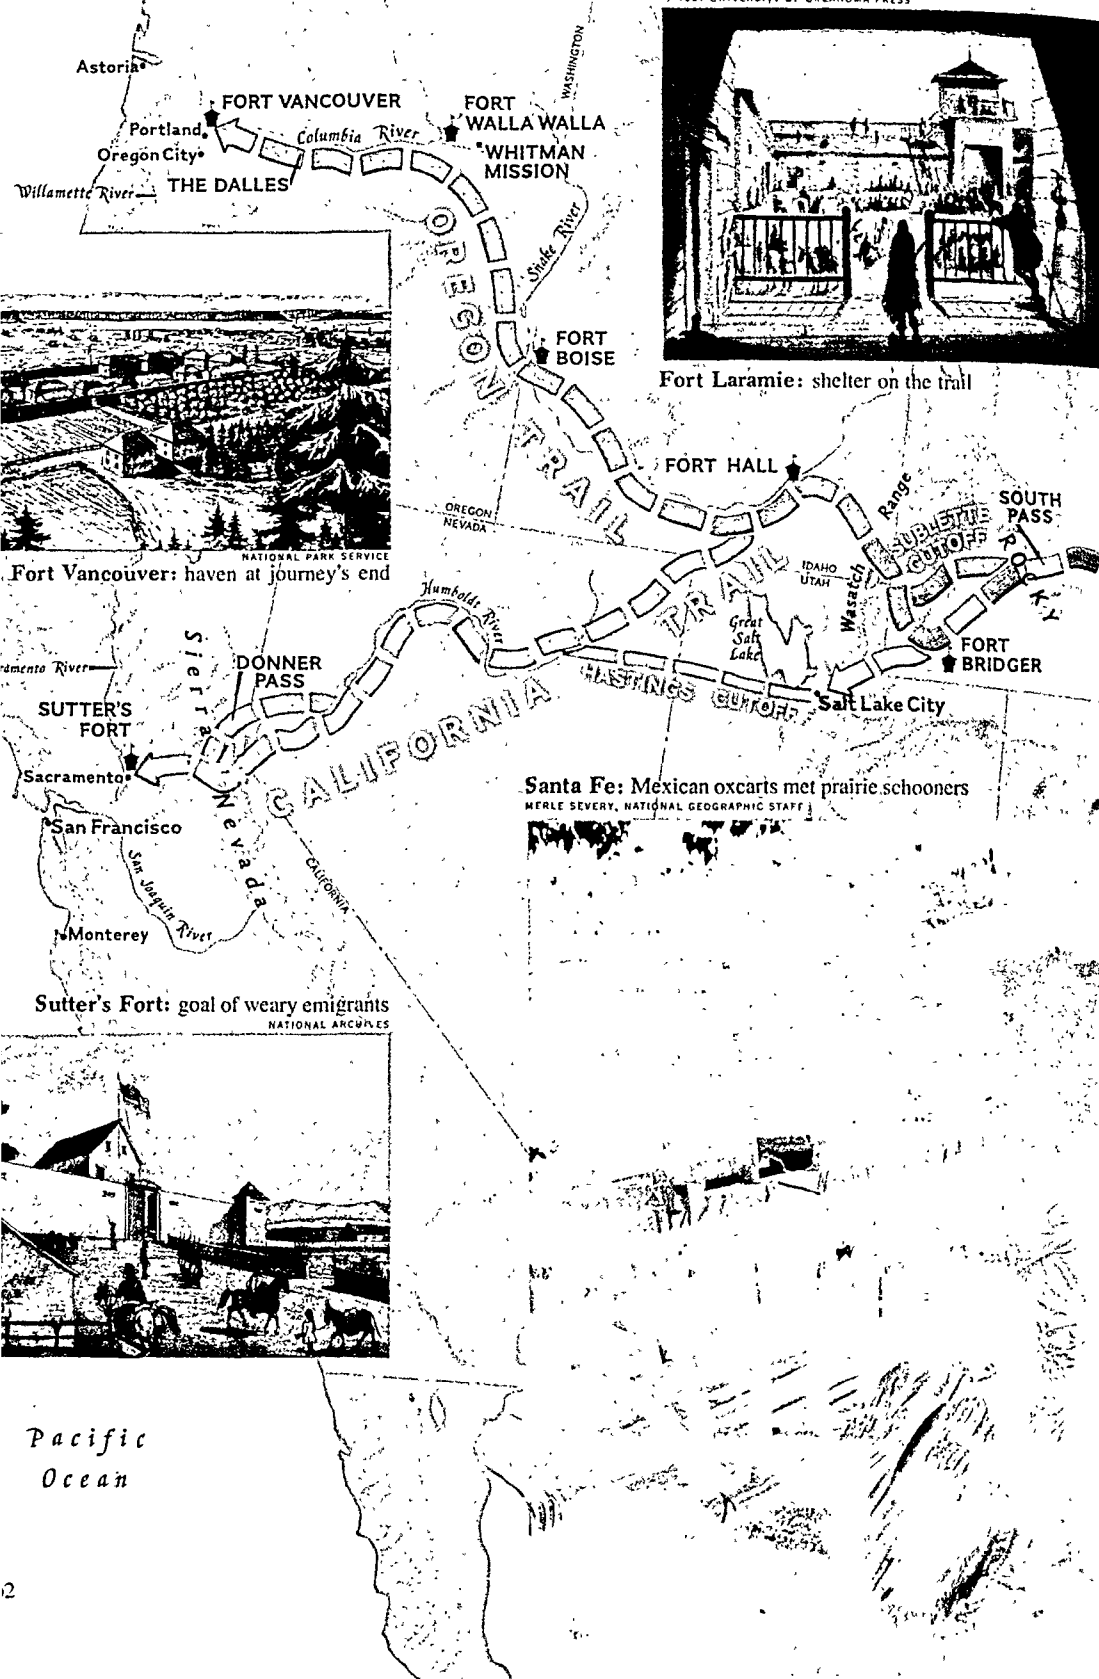 Astoria
FORT VANCOUVER
Portland
Columbia River
FORT
WALLA WALLA
WASHINGTON
Oregon City
WHITMAN
MISSION
Willamette River
THE DALLES
Snake River
OREGON TRAIL
FORT
BOISE
Fort Laramie: shelter on the trail
FORT HALL
Range
SOUTH
PASS
OREGON
NEVADA
SUBLETTE
CUTOFF
ROCKY
NATIONAL PARK SERVICE
Fort Vancouver: haven at journey's end
IDAHO
UTAH
Wasatch
Humboldt River
TRAIL
Great
Salt
Lake
FORT
BRIDGER
Sierra
ramento River
DONNER
PASS
HASTINGS CUTOFF
Salt Lake City
SUTTER'S
FORT
CALIFORNIA
Sacramento
Nevada
Santa Fe: Mexican oxcarts met prairie schooners
MERLE SEVERY, NATIONAL GEOGRAPHIC STAFF
San Francisco
San Joaquin River
CALIFORNIA
Monterey
Sutter's Fort: goal of weary emigrants
NATIONAL ARCHIVES
Pacific
Ocean
02